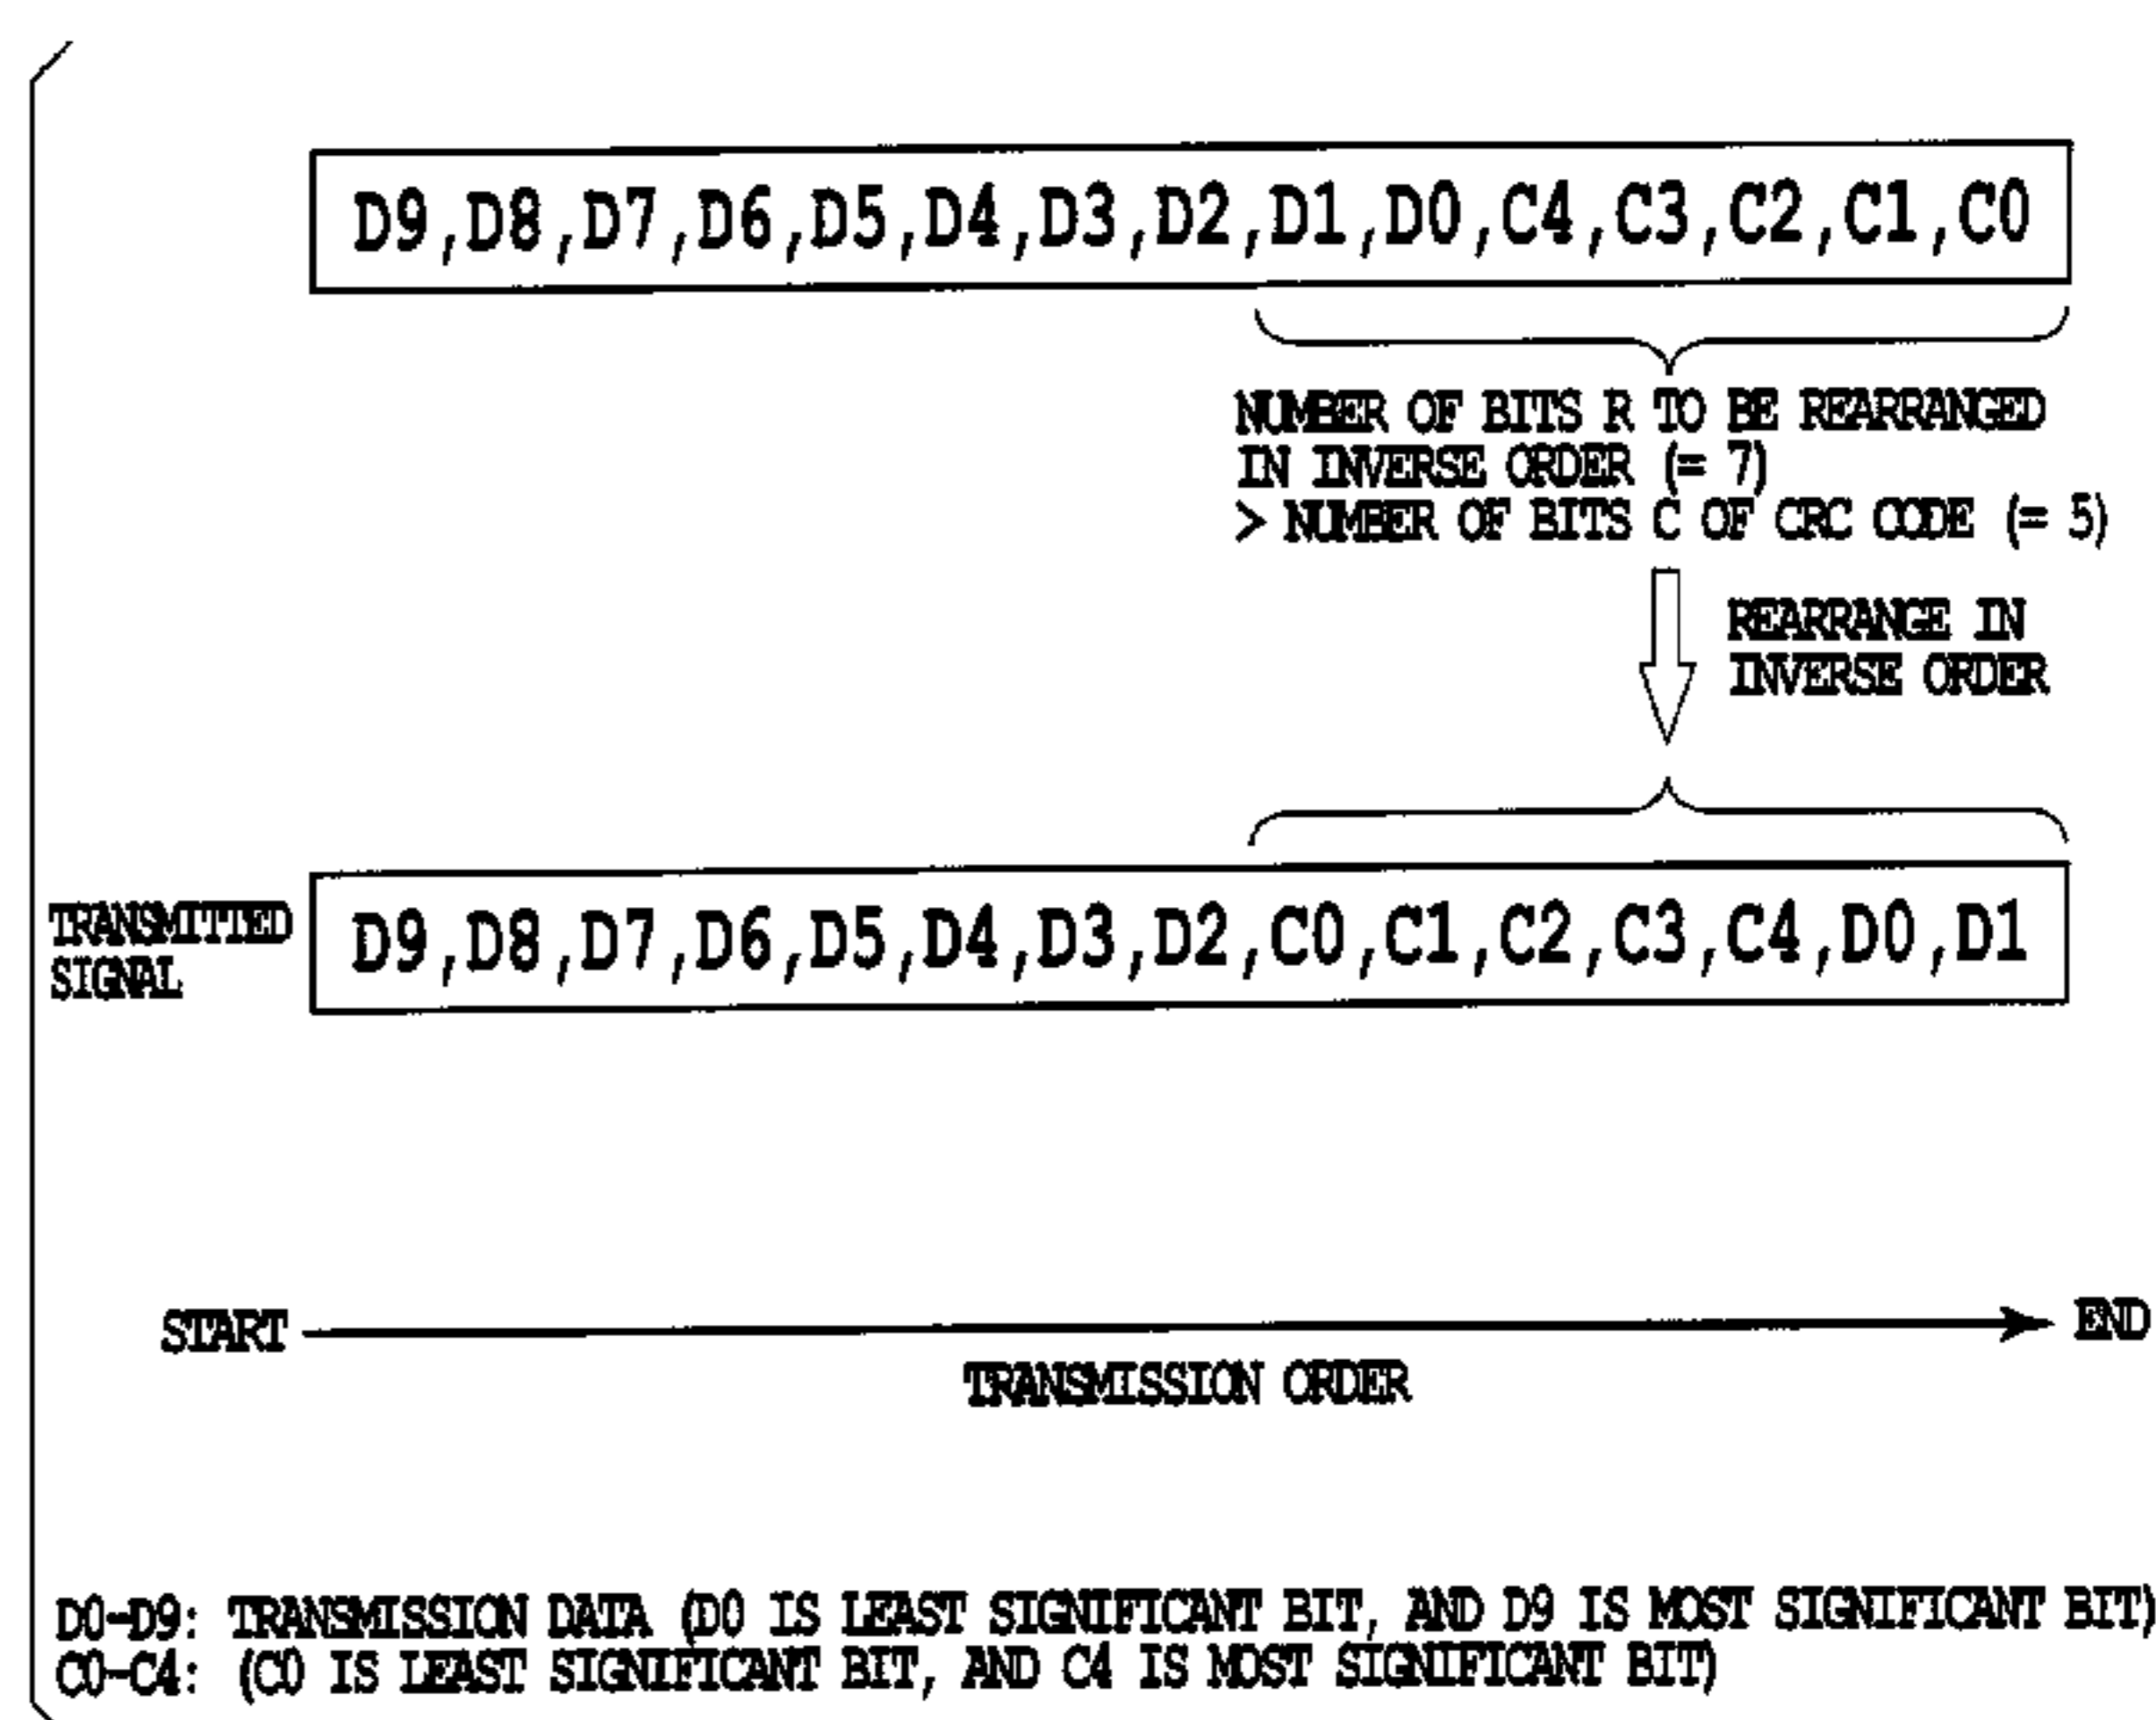 D9,D8,D7,D6,D5,D4,D3,D2,D1,D0,C4,C3,C2,C1,C0
NUMBER OF BITS R TO BE REARRANGED
IN INVERSE ORDER (= 7)
> NUMBER OF BITS C OF CRC CODE (= 5)
REARRANGE IN
INVERSE ORDER
TRANSMITTED
SIGNAL
D9,D8,D7,D6,D5,D4,D3,D2,C0,C1,C2,C3,C4,D0,D1
START
END
TRANSMISSION ORDER
D0-D9: TRANSMISSION DATA (D0 IS LEAST SIGNIFICANT BIT, AND D9 IS MOST SIGNIFICANT BIT)
C0-C4: (C0 IS LEAST SIGNIFICANT BIT, AND C4 IS MOST SIGNIFICANT BIT)